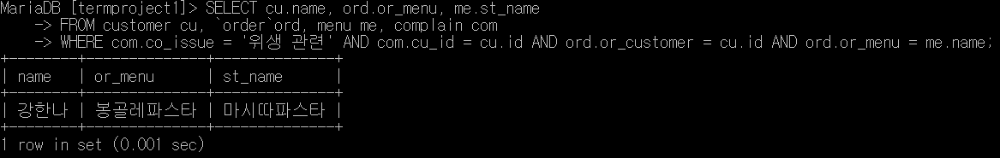 MariaDB [termproject1]> SELECT cu.name, ord.or_menu, me.st_name
    -> FROM customer cu, `order`ord, menu me, complain com
    -> WHERE com.co_issue = '위생 관련' AND com.cu_id = cu.id AND ord.or_customer = cu.id AND ord.or_menu = me.name;
+--------+--------------+--------------+
| name   | or_menu      | st_name      |
+--------+--------------+--------------+
| 강한나 | 봉골레파스타 | 마시따파스타 |
+--------+--------------+--------------+
1 row in set (0.001 sec)